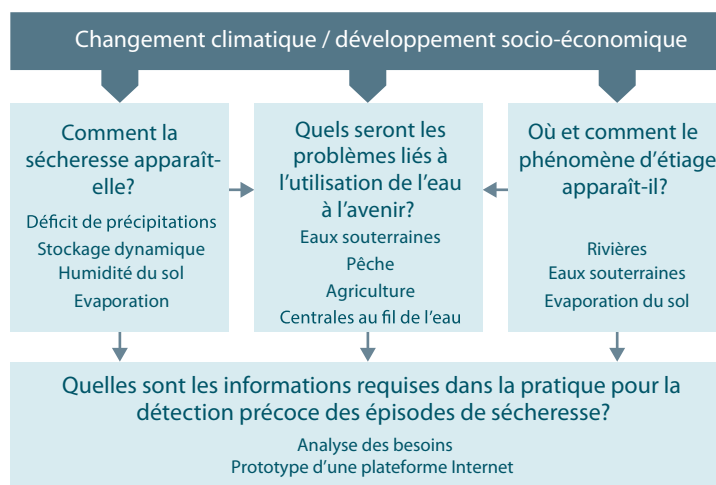 Changement climatique / développement socio-économique
Comment la
sécheresse apparaît-
elle?
Déficit de précipitations
Stockage dynamique
Humidité du sol
Evaporation
Quels seront les
problèmes liés à
l'utilisation de l'eau
à l'avenir?
Eaux souterraines
Pêche
Agriculture
Centrales au fil de l'eau
Où et comment le
phénomène d'étiage
apparaît-il?
Rivières
Eaux souterraines
Evaporation du sol
Quelles sont les informations requises dans la pratique pour la
détection précoce des épisodes de sécheresse?
Analyse des besoins
Prototype d'une plateforme Internet